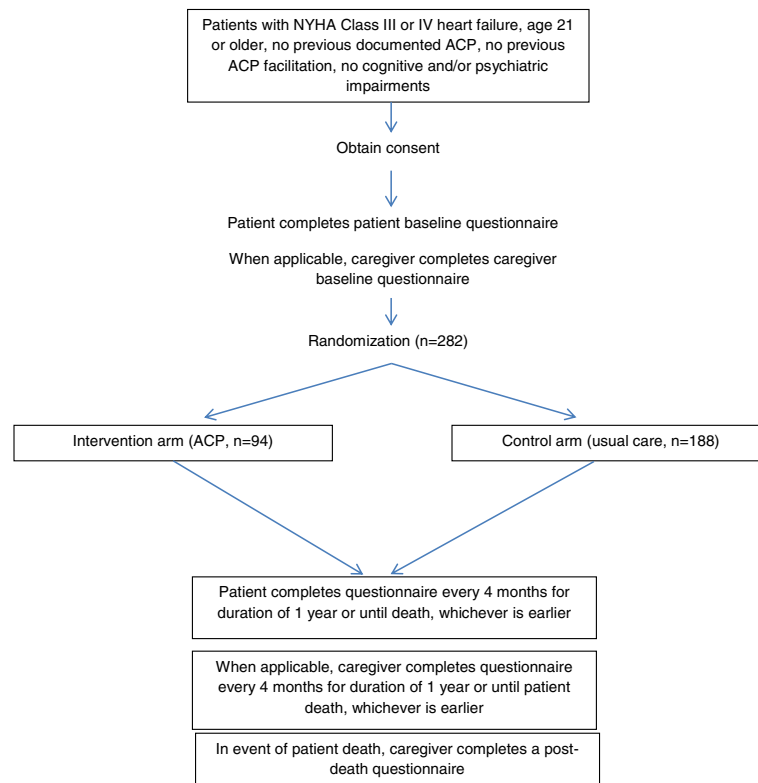 Patients with NYHA Class III or IV heart failure, age 21
or older, no previous documented ACP, no previous
ACP facilitation, no cognitive and/or psychiatric
impairments
Obtain consent
Patient completes patient baseline questionnaire
When applicable, caregiver completes caregiver
baseline questionnaire
Randomization (n=282)
Intervention arm (ACP, n=94)
Control arm (usual care, n=188)
Patient completes questionnaire every 4 months for
duration of 1 year or until death, whichever is earlier
When applicable, caregiver completes questionnaire
every 4 months for duration of 1 year or until patient
death, whichever is earlier
In event of patient death, caregiver completes a post-
death questionnaire